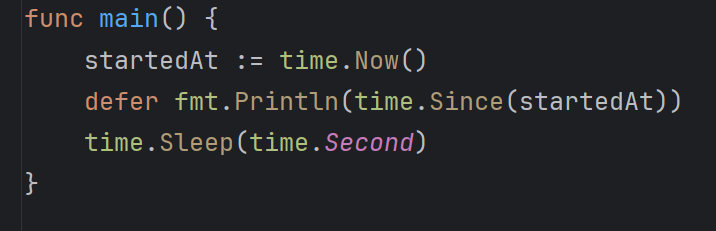 func main() {
    startedAt := time.Now()
    defer fmt.Println(time.Since(startedAt))
    time.Sleep(time.Second)
}